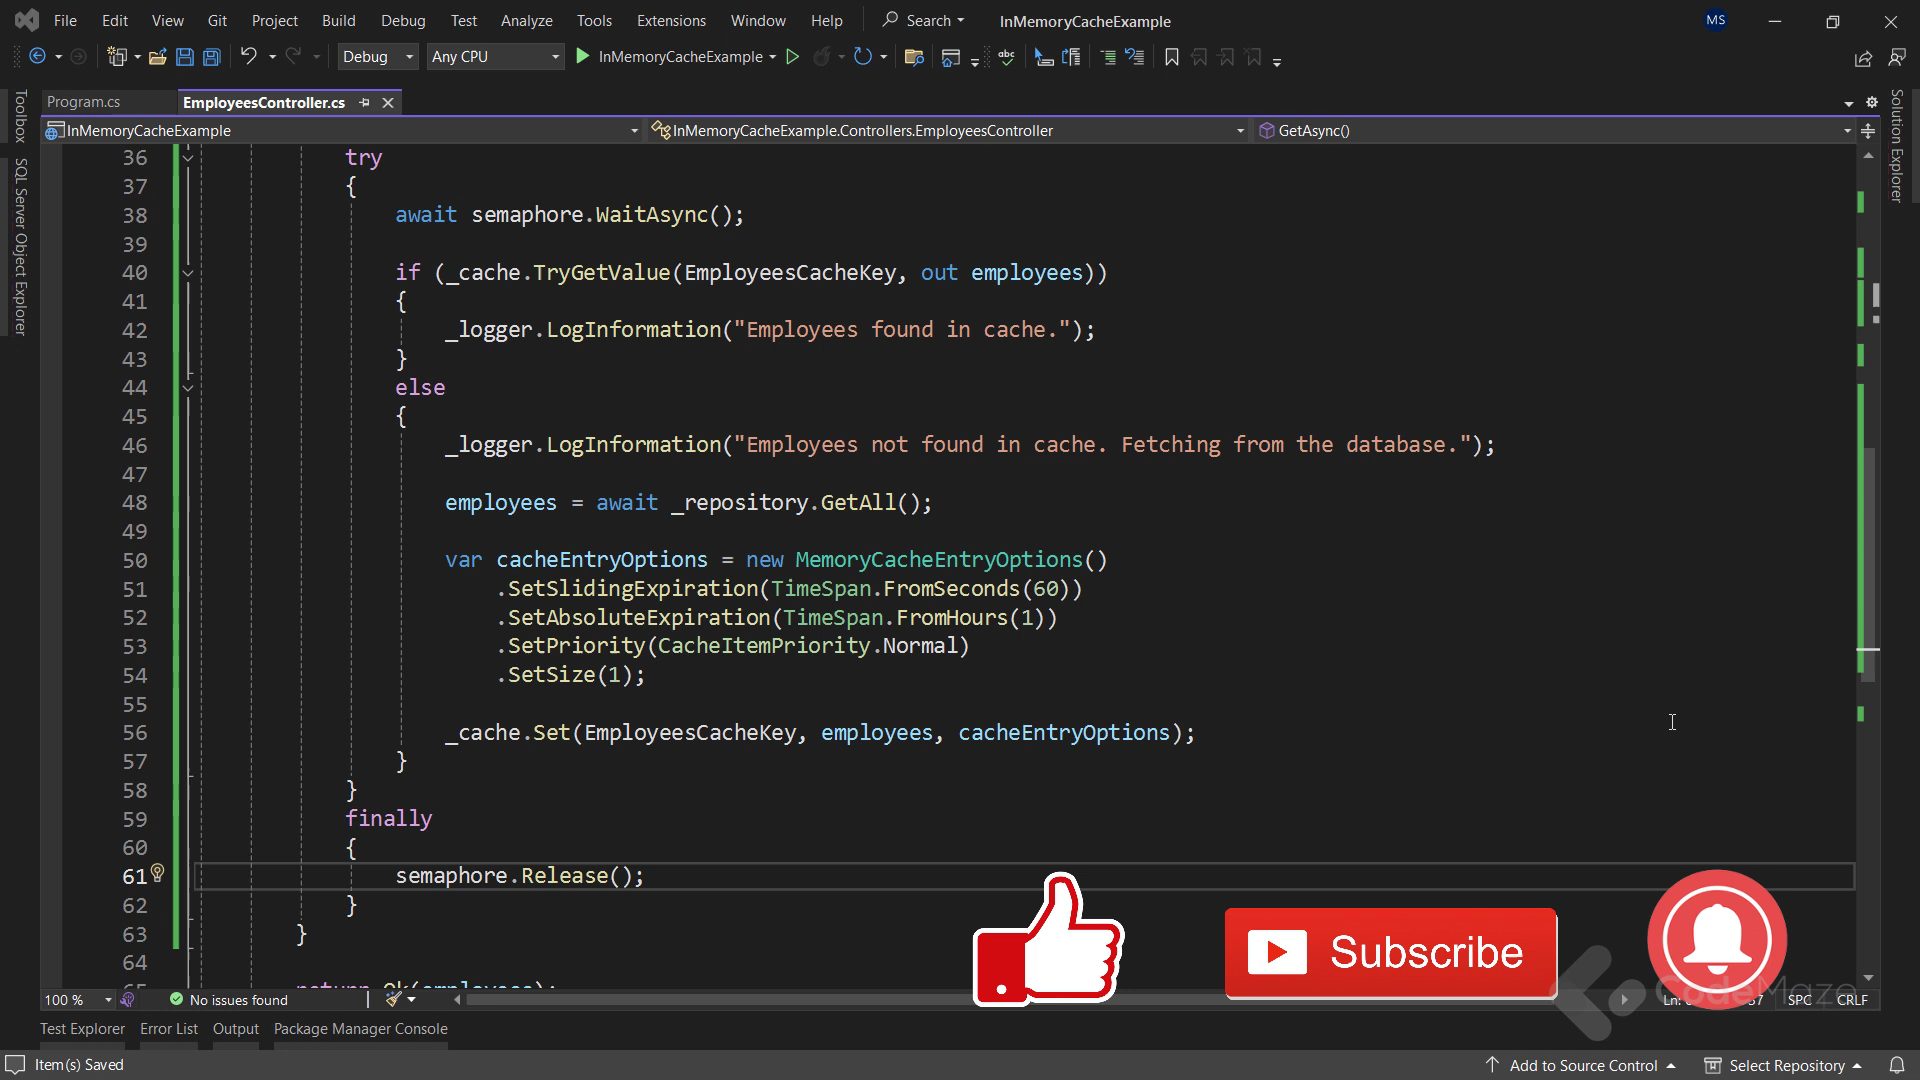 File Edit View Git Project Build Debug Test Analyze Tools Extensions Window Help Search InMemoryCacheExample MS
Debug Any CPU InMemoryCacheExample abc
Program.cs EmployeesController.cs
InMemoryCacheExample InMemoryCacheExample.Controllers.EmployeesController GetAsync()
Toolbox
SQL Server Object Explorer
Solution Explorer
36 try
37 {
38 await semaphore.WaitAsync();
39
40 if (_cache.TryGetValue(EmployeesCacheKey, out employees))
41 {
42 _logger.LogInformation("Employees found in cache.");
43 }
44 else
45 {
46 _logger.LogInformation("Employees not found in cache. Fetching from the database.");
47
48 employees = await _repository.GetAll();
49
50 var cacheEntryOptions = new MemoryCacheEntryOptions()
51 .SetSlidingExpiration(TimeSpan.FromSeconds(60))
52 .SetAbsoluteExpiration(TimeSpan.FromHours(1))
53 .SetPriority(CacheItemPriority.Normal)
54 .SetSize(1);
55
56 _cache.Set(EmployeesCacheKey, employees, cacheEntryOptions);
57 }
58 }
59 finally
60 {
61 semaphore.Release();
62 }
63 }
64
65 return Ok(employees);
Subscribe
CodeMaze
100 % No issues found SPC CRLF
Test Explorer Error List Output Package Manager Console
Item(s) Saved Add to Source Control Select Repository